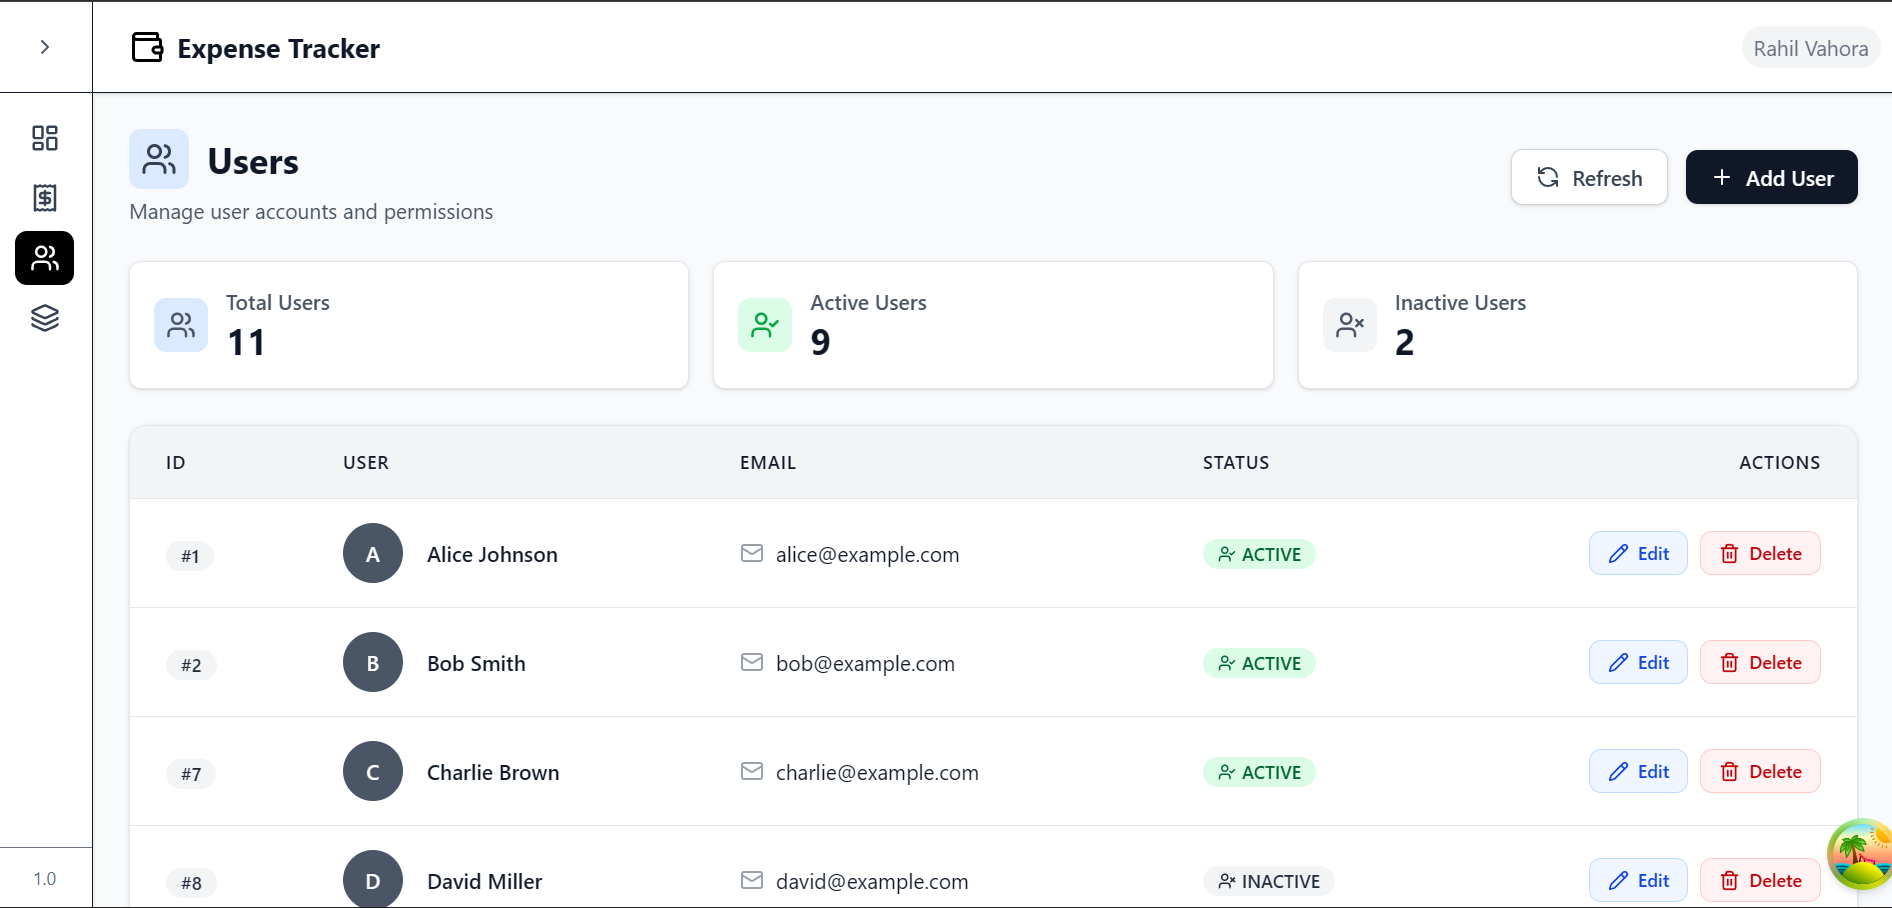 Expense Tracker
Rahil Vahora
Users
Manage user accounts and permissions
Refresh
Add User
Total Users
11
Active Users
9
Inactive Users
2
ID USER EMAIL STATUS ACTIONS
#1 A Alice Johnson alice@example.com ACTIVE Edit Delete
#2 B Bob Smith bob@example.com ACTIVE Edit Delete
#7 C Charlie Brown charlie@example.com ACTIVE Edit Delete
#8 D David Miller david@example.com INACTIVE Edit Delete
1.0